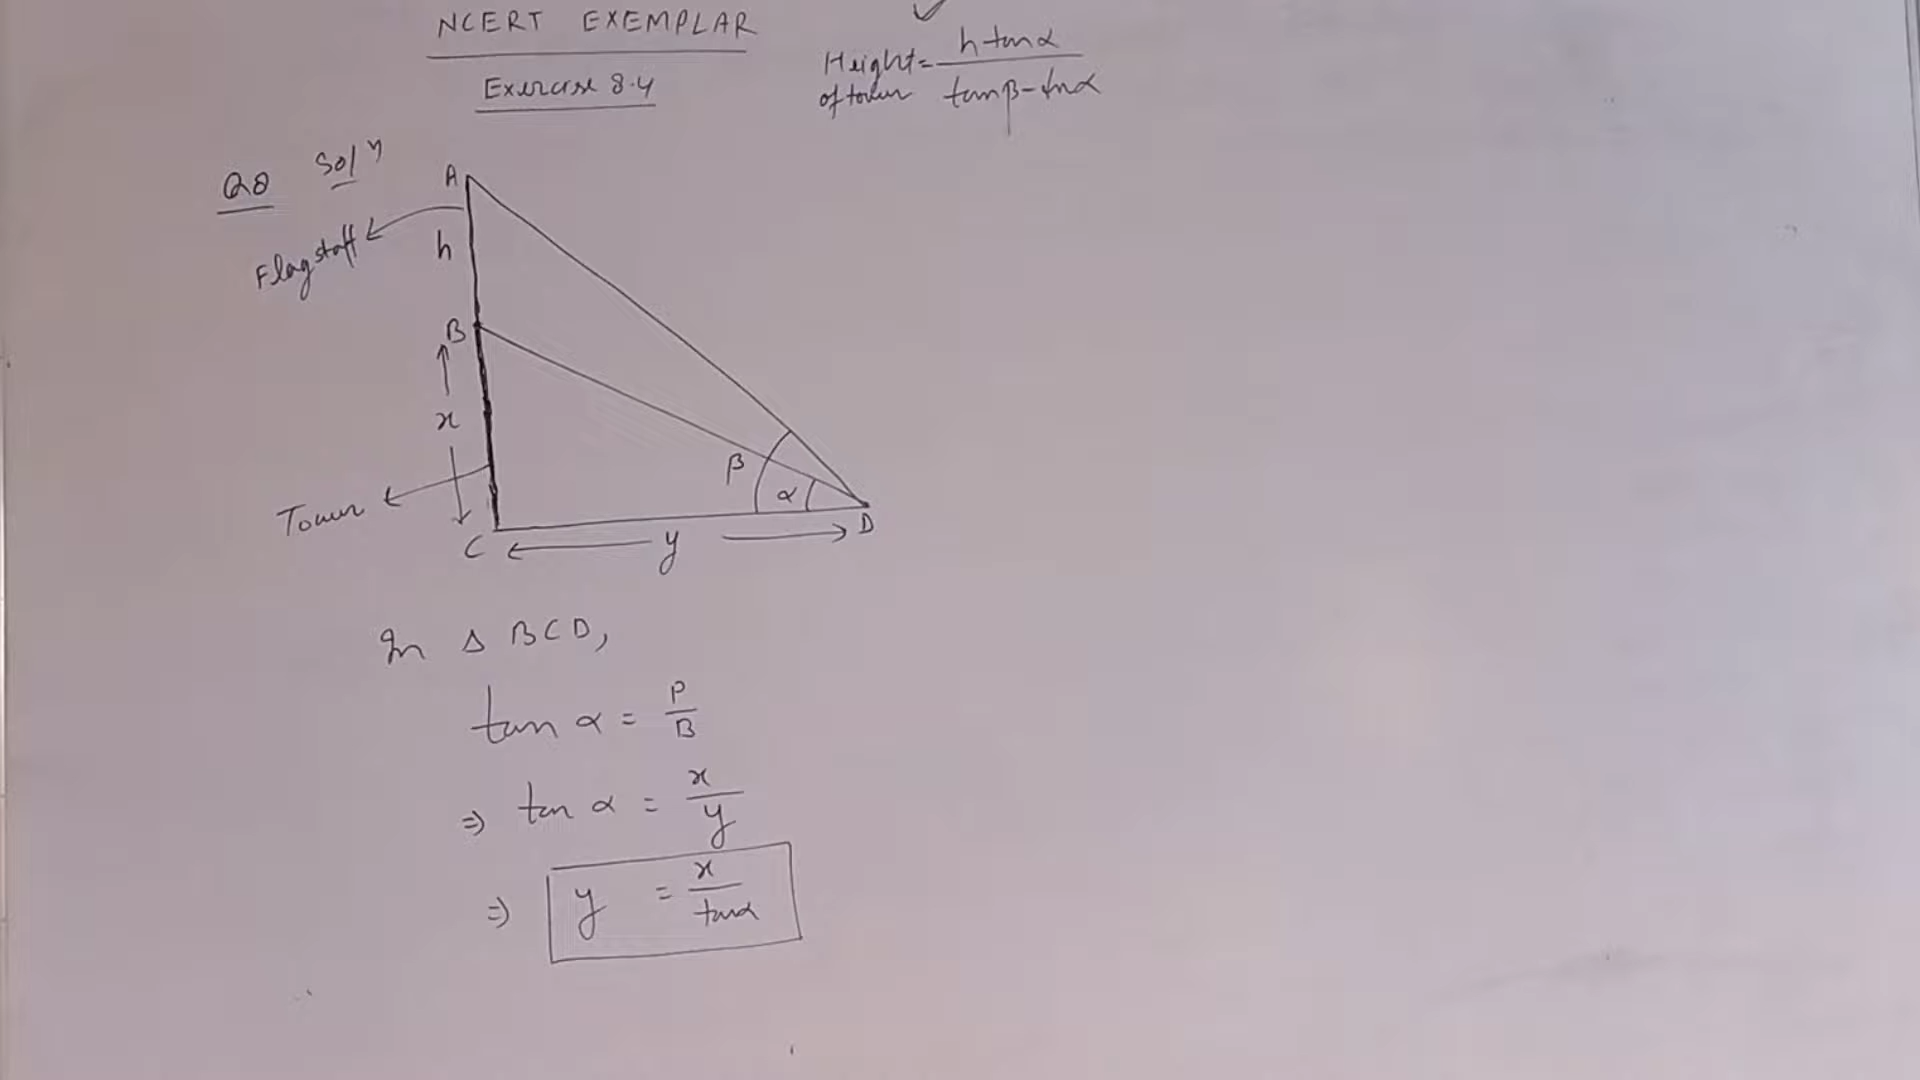 NCERT EXEMPLAR
Exercise 8.4
Height of tower = h tanα / tanβ - tanα
Q8 Solⁿ
A
Flagstaff
h
B
x
β
α
Tower
C
y
D
In Δ BCD,
tan α = P/B
⇒ tan α = x/y
⇒ y = x/tanα